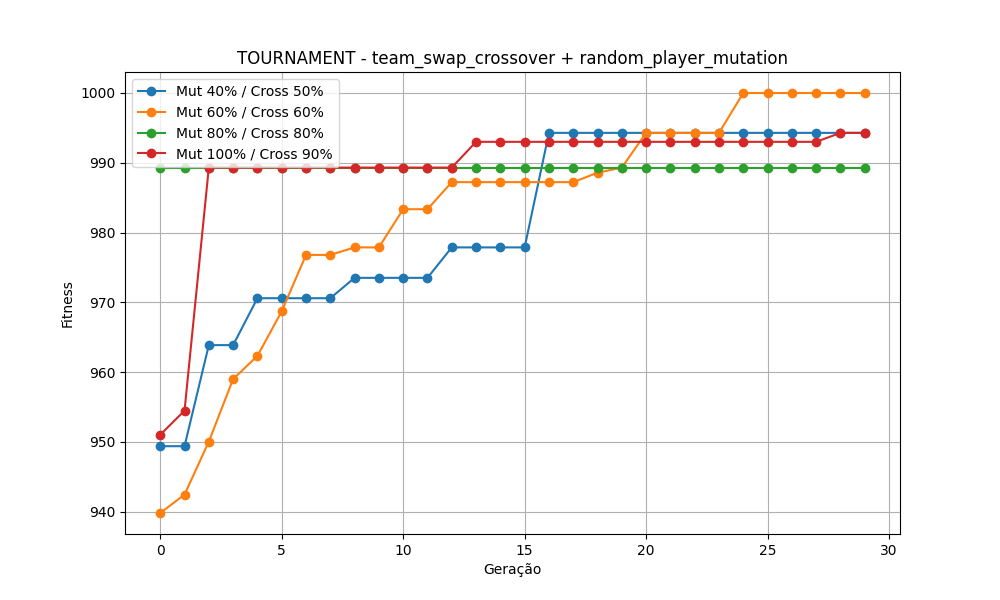 TOURNAMENT - team_swap_crossover + random_player_mutation
Mut 40% / Cross 50%
Mut 60% / Cross 60%
Mut 80% / Cross 80%
Mut 100% / Cross 90%
Fitness
1000
990
980
970
960
950
940
0 5 10 15 20 25 30
Geração